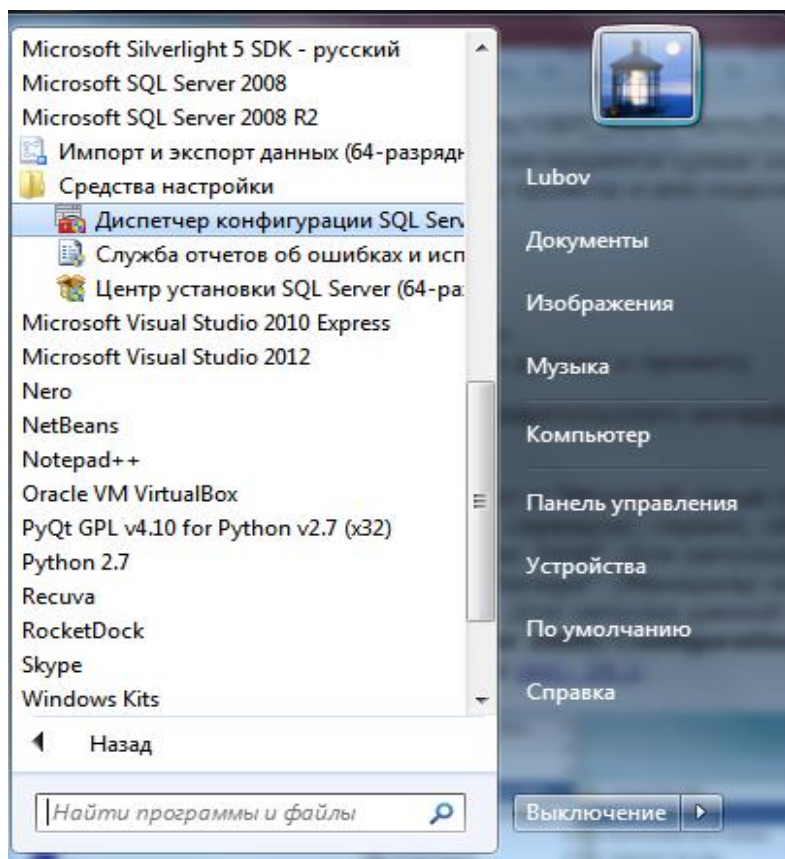 Microsoft Silverlight 5 SDK - русский
Microsoft SQL Server 2008
Microsoft SQL Server 2008 R2
Импорт и экспорт данных (64-разрядн
Средства настройки
Диспетчер конфигурации SQL Serv
Служба отчетов об ошибках и исп
Центр установки SQL Server (64-раз
Microsoft Visual Studio 2010 Express
Microsoft Visual Studio 2012
Nero
NetBeans
Notepad++
Oracle VM VirtualBox
PyQt GPL v4.10 for Python v2.7 (x32)
Python 2.7
Recuva
RocketDock
Skype
Windows Kits
Назад
Найти программы и файлы
Lubov
Документы
Изображения
Музыка
Компьютер
Панель управления
Устройства
По умолчанию
Справка
Выключение